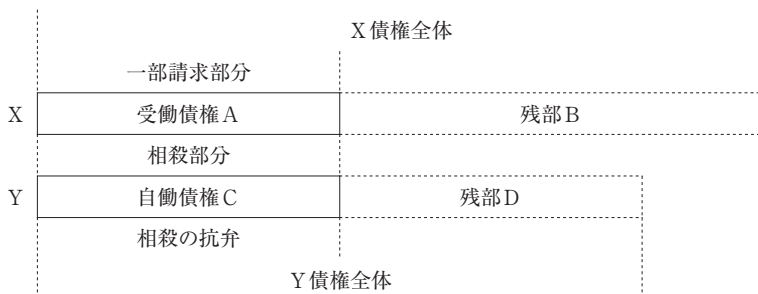 X債権全体
一部請求部分
X 受働債権A 残部B
相殺部分
Y 自働債権C 残部D
相殺の抗弁
Y債権全体